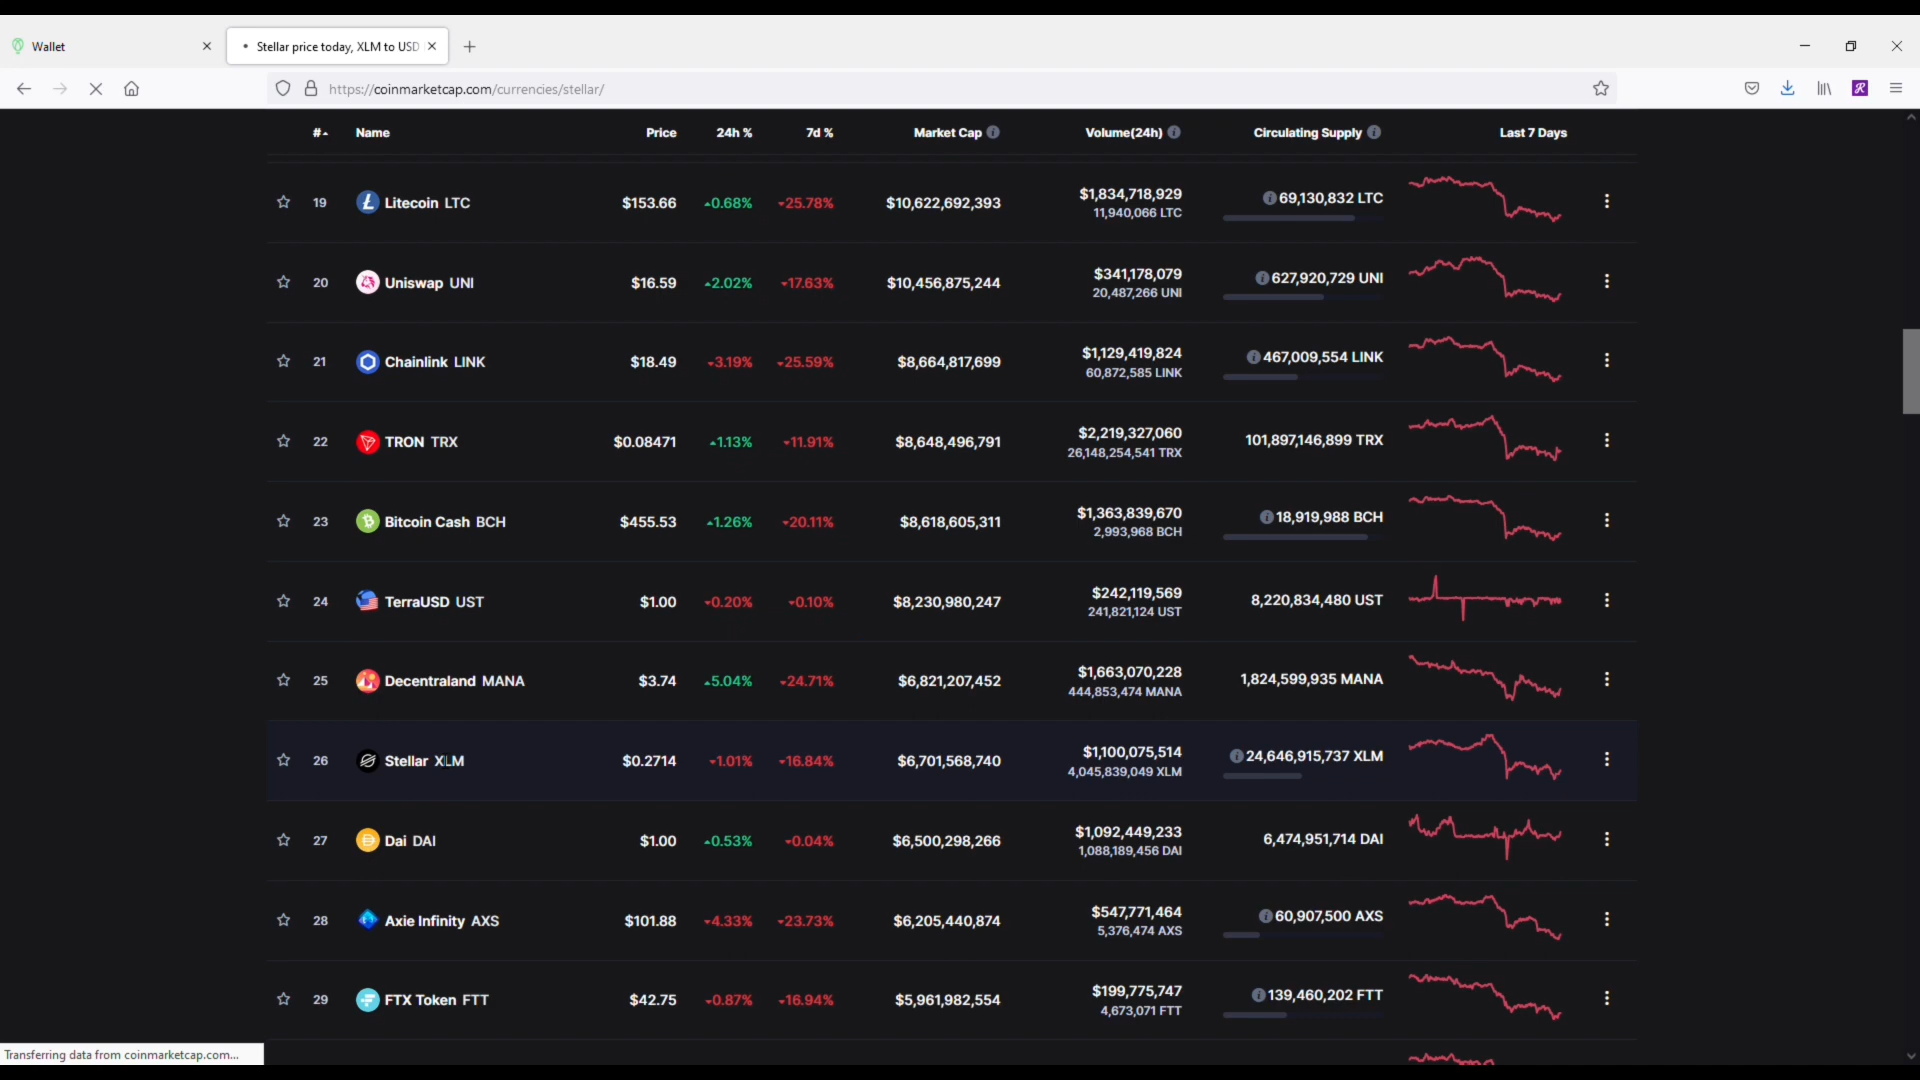 Wallet
Stellar price today, XLM to USD
https://coinmarketcap.com/currencies/stellar/
# Name Price 24h % 7d % Market Cap Volume(24h) Circulating Supply Last 7 Days
19 Litecoin LTC $153.66 0.68% 25.78% $10,622,692,393 $1,834,718,929 69,130,832 LTC
11,940,066 LTC
20 Uniswap UNI $16.59 2.02% 17.63% $10,456,875,244 $341,178,079 627,920,729 UNI
20,487,266 UNI
21 Chainlink LINK $18.49 3.19% 25.59% $8,664,817,699 $1,129,419,824 467,009,554 LINK
60,872,585 LINK
22 TRON TRX $0.08471 1.13% 11.91% $8,648,496,791 $2,219,327,060 101,897,146,899 TRX
26,148,254,541 TRX
23 Bitcoin Cash BCH $455.53 1.26% 20.11% $8,618,605,311 $1,363,839,670 18,919,988 BCH
2,993,968 BCH
24 TerraUSD UST $1.00 0.20% 0.10% $8,230,980,247 $242,119,569 8,220,834,480 UST
241,821,124 UST
25 Decentraland MANA $3.74 5.04% 24.71% $6,821,207,452 $1,663,070,228 1,824,599,935 MANA
444,853,474 MANA
26 Stellar XLM $0.2714 1.01% 16.84% $6,701,568,740 $1,100,075,514 24,646,915,737 XLM
4,045,839,049 XLM
27 Dai DAI $1.00 0.53% 0.04% $6,500,298,266 $1,092,449,233 6,474,951,714 DAI
1,088,189,456 DAI
28 Axie Infinity AXS $101.88 4.33% 23.73% $6,205,440,874 $547,771,464 60,907,500 AXS
5,376,474 AXS
29 FTX Token FTT $42.75 0.87% 16.94% $5,961,982,554 $199,775,747 139,460,202 FTT
4,673,071 FTT
Transferring data from coinmarketcap.com...